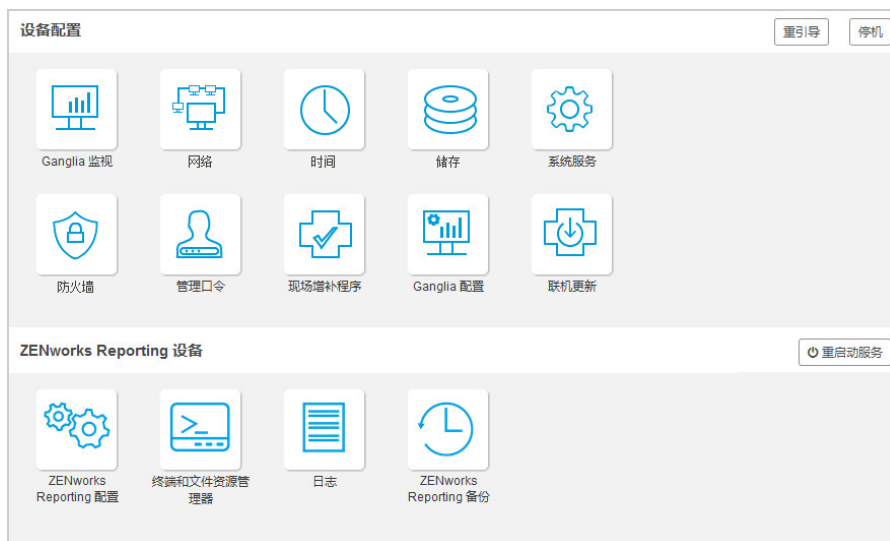 设备配置
重引导
停机
Ganglia 监视
网络
时间
储存
系统服务
防火墙
管理口令
现场增补程序
Ganglia 配置
联机更新
ZENworks Reporting 设备
重启动服务
ZENworks
Reporting 配置
终端和文件资源管
理器
日志
ZENworks
Reporting 备份